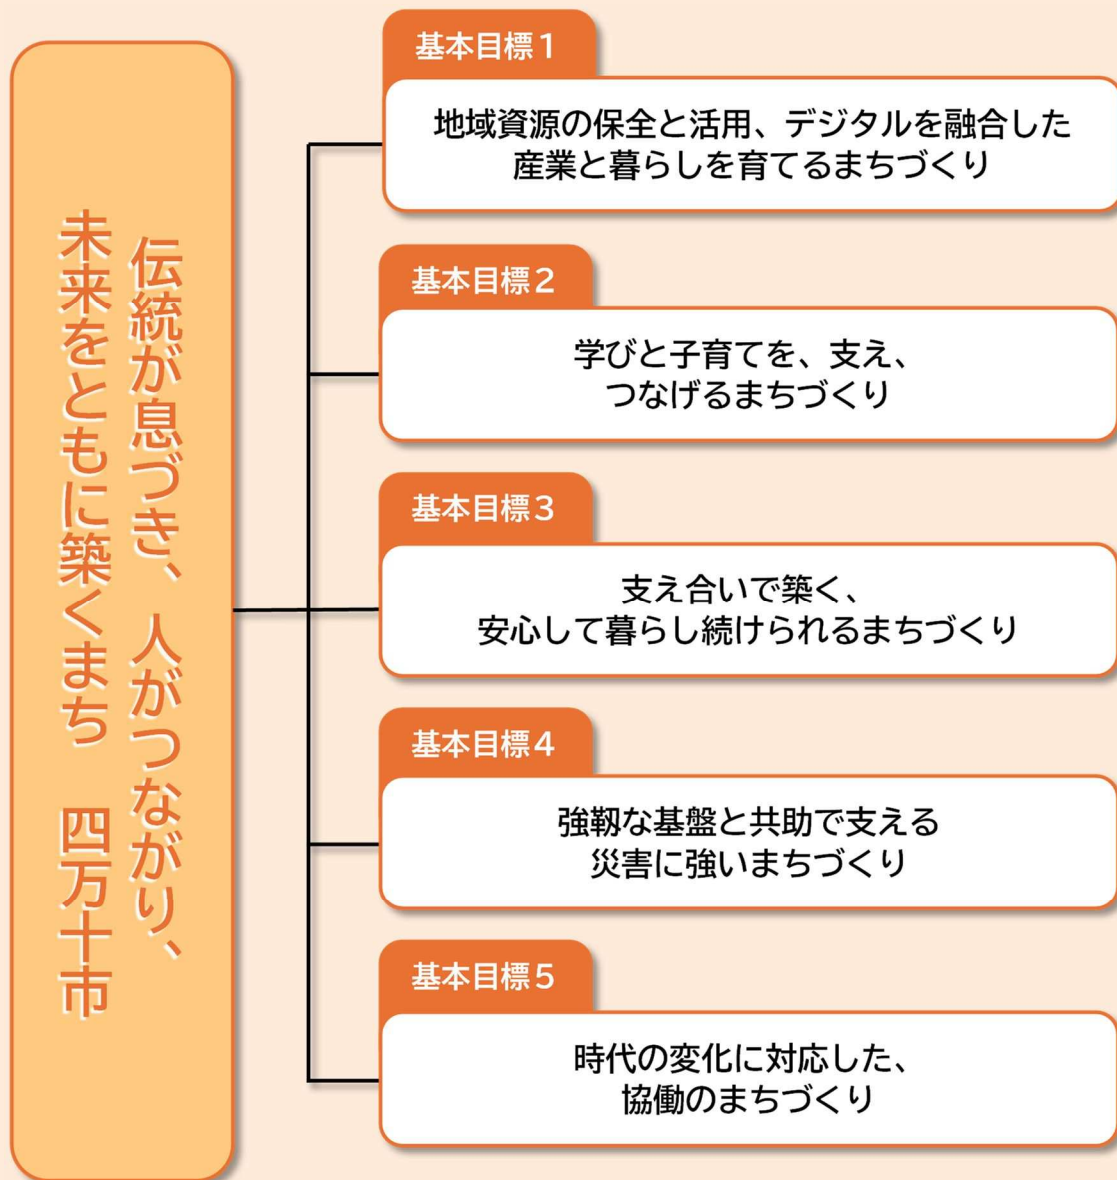 伝統が息づき、人がつながり、
未来をともに築くまち　四万十市
基本目標1
地域資源の保全と活用、デジタルを融合した
産業と暮らしを育てるまちづくり
基本目標2
学びと子育てを、支え、
つなげるまちづくり
基本目標3
支え合いで築く、
安心して暮らし続けられるまちづくり
基本目標4
強靱な基盤と共助で支える
災害に強いまちづくり
基本目標5
時代の変化に対応した、
協働のまちづくり